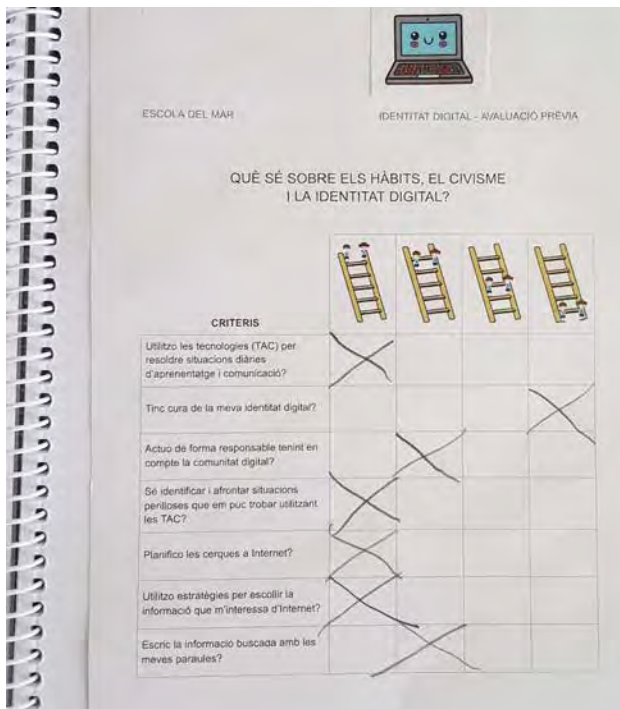 ESCOLA DEL MAR
IDENTITAT DIGITAL - AVALUACIÓ PRÈVIA
QUÈ SÉ SOBRE ELS HÀBITS, EL CIVISME
I LA IDENTITAT DIGITAL?
CRITERIS
Utilitzo les tecnologies (TAC) per
resoldre situacions diàries
d'aprenentatge i comunicació?
Tinc cura de la meva identitat digital?
Actuo de forma responsable tenint en
compte la comunitat digital?
Sé identificar i afrontar situacions
perilloses que em puc trobar utilitzant
les TAC?
Planifico les cerques a Internet?
Utilitzo estratègies per escollir la
informació que m'interessa d'Internet?
Escric la informació buscada amb les
meves paraules?